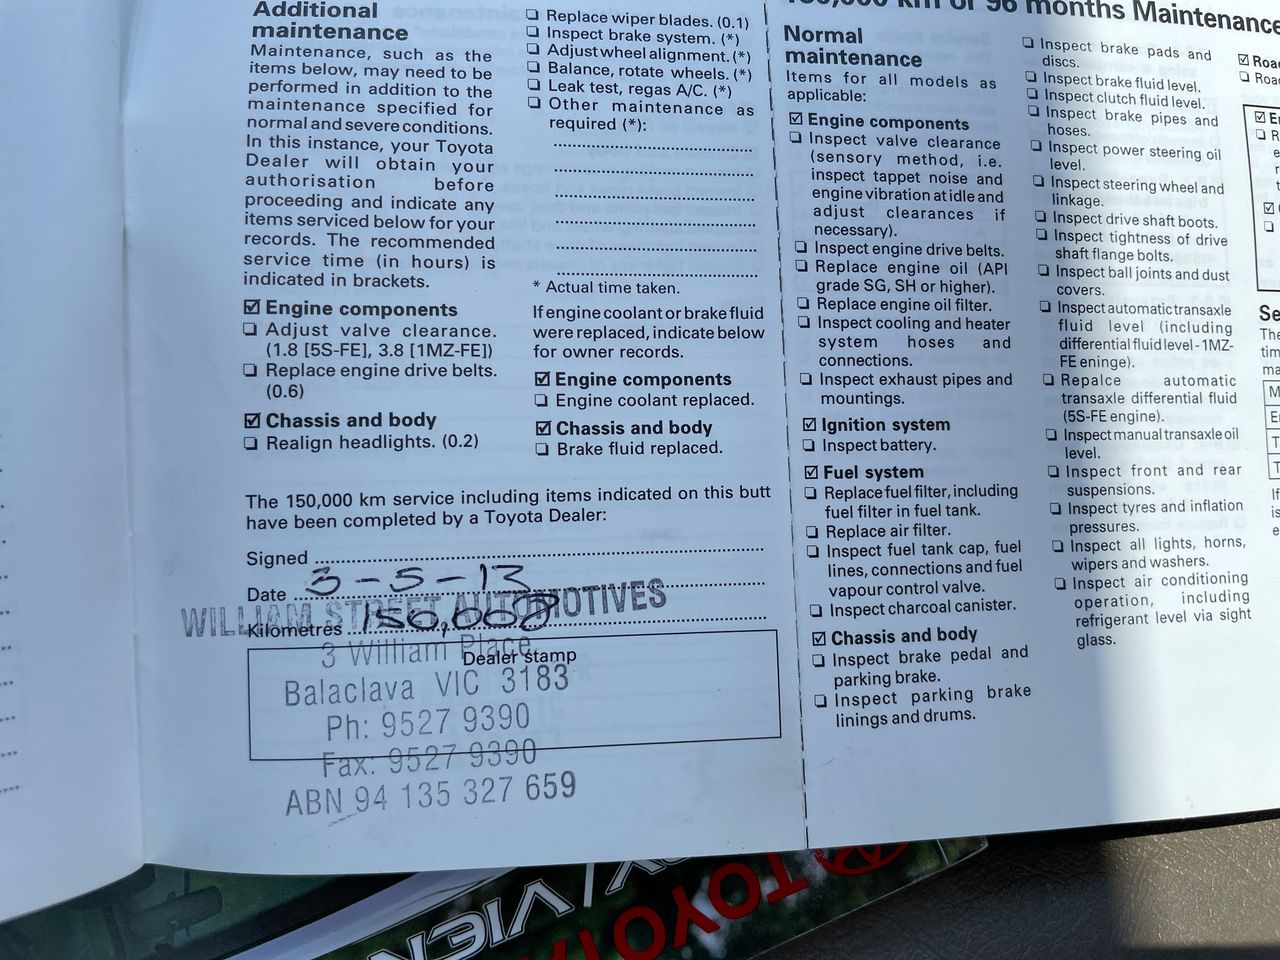 Additional
maintenance
Maintenance, such as the
items below, may need to be
performed in addition to the
maintenance specified for
normal and severe conditions.
In this instance, your Toyota
Dealer will obtain your
authorisation before
proceeding and indicate any
items serviced below for your
records. The recommended
service time (in hours) is
indicated in brackets.
☑ Engine components
❏ Adjust valve clearance.
(1.8 [5S-FE], 3.8 [1MZ-FE])
❏ Replace engine drive belts.
(0.6)
☑ Chassis and body
❏ Realign headlights. (0.2)
❏ Replace wiper blades. (0.1)
❏ Inspect brake system. (*)
❏ Adjust wheel alignment. (*)
❏ Balance, rotate wheels. (*)
❏ Leak test, regas A/C. (*)
❏ Other maintenance as
required (*):
* Actual time taken.
If engine coolant or brake fluid
were replaced, indicate below
for owner records.
☑ Engine components
❏ Engine coolant replaced.
☑ Chassis and body
❏ Brake fluid replaced.
The 150,000 km service including items indicated on this butt
have been completed by a Toyota Dealer:
Signed
Date 3-5-13
WILLIAM STREET AUTOMOTIVES
Kilometres 150,000
3 William Place
Dealer stamp
Balaclava VIC 3183
Ph: 9527 9390
Fax: 9527 9390
ABN 94 135 327 659
km or 96 months Maintenance
Normal
maintenance
Items for all models as
applicable:
☑ Engine components
❏ Inspect valve clearance
(sensory method, i.e.
inspect tappet noise and
engine vibration at idle and
adjust clearances if
necessary).
❏ Inspect engine drive belts.
❏ Replace engine oil (API
grade SG, SH or higher).
❏ Replace engine oil filter.
❏ Inspect cooling and heater
system hoses and
connections.
❏ Inspect exhaust pipes and
mountings.
☑ Ignition system
❏ Inspect battery.
☑ Fuel system
❏ Replace fuel filter, including
fuel filter in fuel tank.
❏ Replace air filter.
❏ Inspect fuel tank cap, fuel
lines, connections and fuel
vapour control valve.
❏ Inspect charcoal canister.
☑ Chassis and body
❏ Inspect brake pedal and
parking brake.
❏ Inspect parking brake
linings and drums.
❏ Inspect brake pads and
discs.
❏ Inspect brake fluid level.
❏ Inspect clutch fluid level.
❏ Inspect brake pipes and
hoses.
❏ Inspect power steering oil
level.
❏ Inspect steering wheel and
linkage.
❏ Inspect drive shaft boots.
❏ Inspect tightness of drive
shaft flange bolts.
❏ Inspect ball joints and dust
covers.
❏ Inspect automatic transaxle
fluid level (including
differential fluid level - 1MZ-
FE eninge).
❏ Repalce automatic
transaxle differential fluid
(5S-FE engine).
❏ Inspect manual transaxle oil
level.
❏ Inspect front and rear
suspensions.
❏ Inspect tyres and inflation
pressures.
❏ Inspect all lights, horns,
wipers and washers.
❏ Inspect air conditioning
operation, including
refrigerant level via sight
glass.
TOYOTA